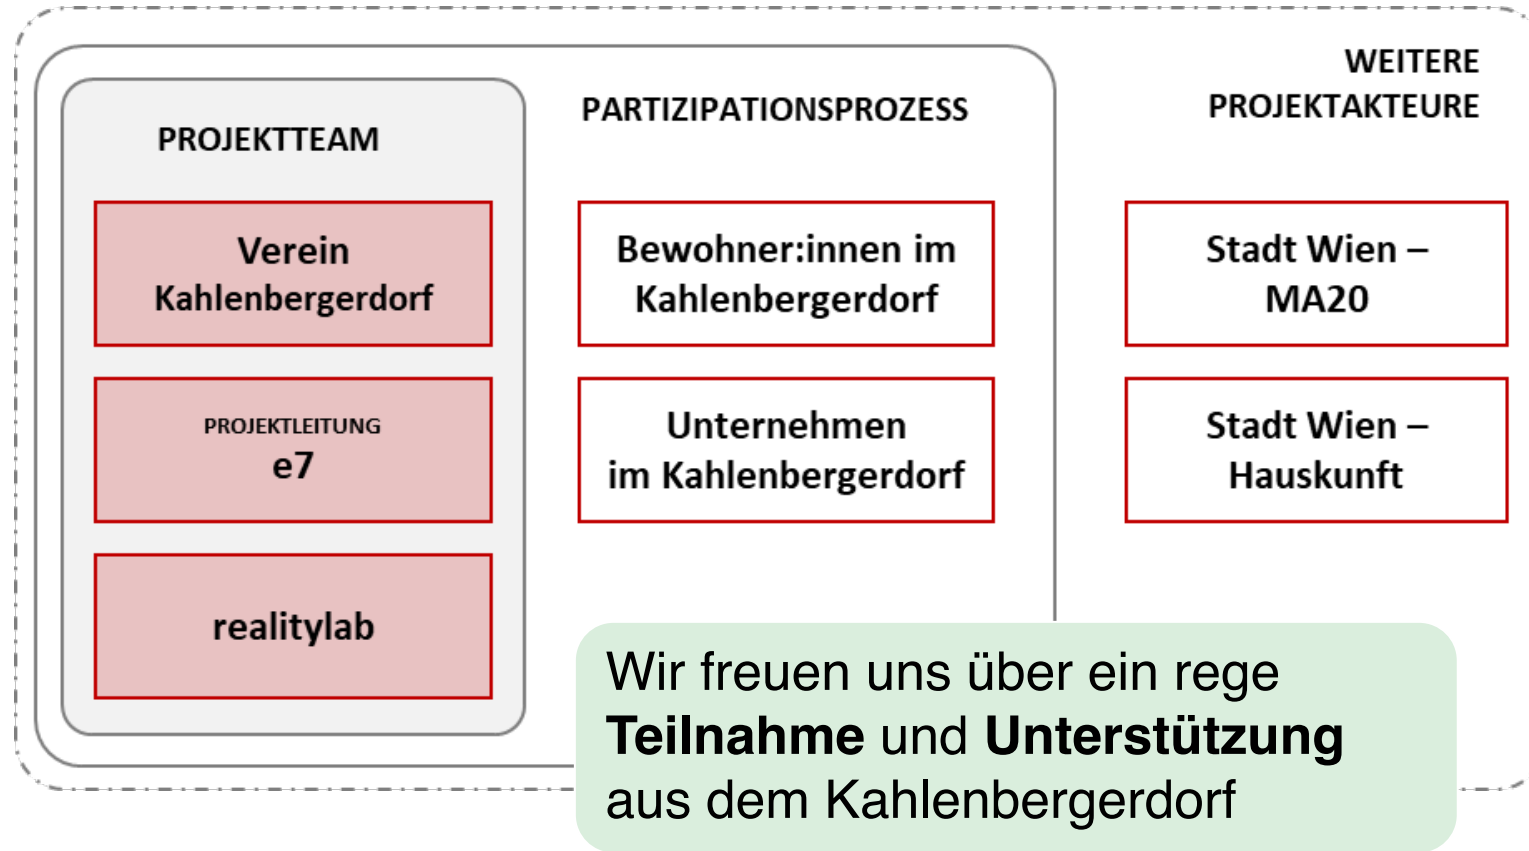 WEITERE
PROJEKTAKTEURE
PARTIZIPATIONSPROZESS
PROJEKTTEAM
Verein
Kahlenbergerdorf
PROJEKTLEITUNG
e7
realitylab
Bewohner:innen im
Kahlenbergerdorf
Unternehmen
im Kahlenbergerdorf
Stadt Wien –
MA20
Stadt Wien –
Hauskunft
Wir freuen uns über ein rege
Teilnahme und Unterstützung
aus dem Kahlenbergerdorf